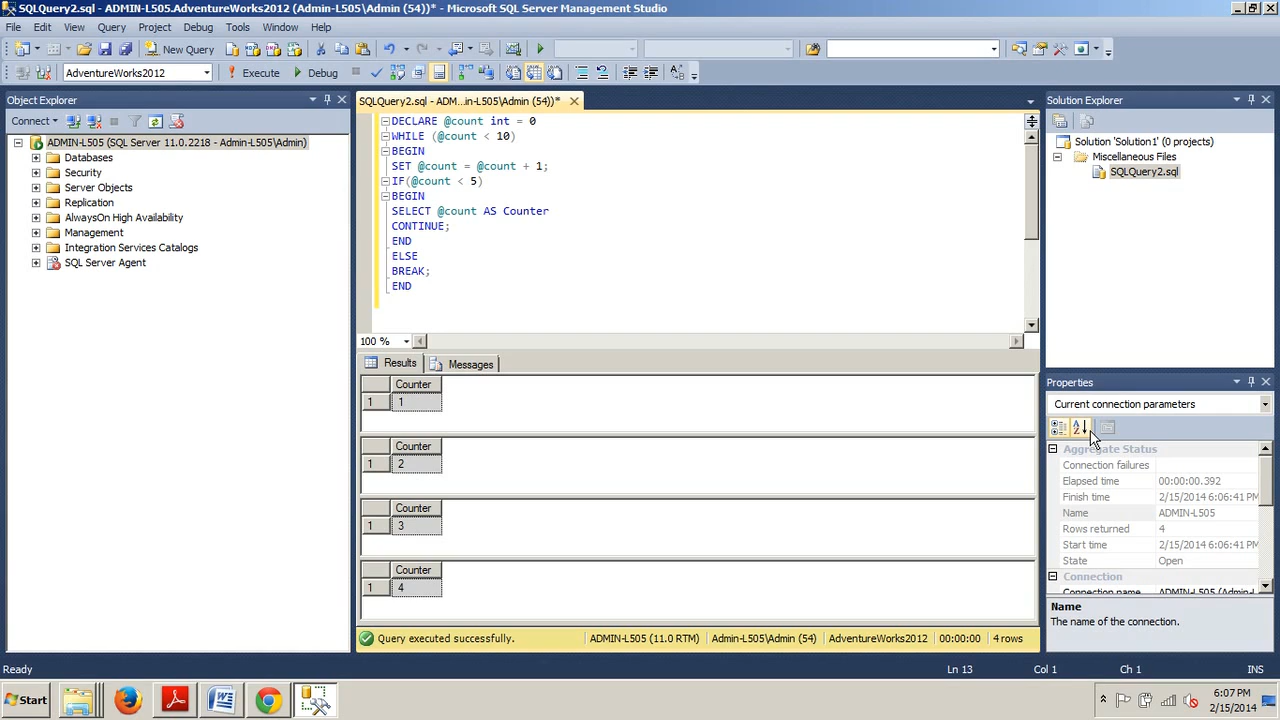 SQLQuery2.sql - ADMIN-L505.AdventureWorks2012 (Admin-L505\Admin (54))* - Microsoft SQL Server Management Studio
File Edit View Query Project Debug Tools Window Help
New Query
AdventureWorks2012 Execute Debug
Object Explorer
Connect
ADMIN-L505 (SQL Server 11.0.2218 - Admin-L505\Admin)
Databases
Security
Server Objects
Replication
AlwaysOn High Availability
Management
Integration Services Catalogs
SQL Server Agent
SQLQuery2.sql - ADM...in-L505\Admin (54))*
DECLARE @count int = 0
WHILE (@count < 10)
BEGIN
SET @count = @count + 1;
IF(@count < 5)
BEGIN
SELECT @count AS Counter
CONTINUE;
END
ELSE
BREAK;
END
100 %
Results Messages
Counter
1 1
Counter
1 2
Counter
1 3
Counter
1 4
Query executed successfully. ADMIN-L505 (11.0 RTM) Admin-L505\Admin (54) AdventureWorks2012 00:00:00 4 rows
Solution Explorer
Solution 'Solution1' (0 projects)
Miscellaneous Files
SQLQuery2.sql
Properties
Current connection parameters
Aggregate Status
Connection failures
Elapsed time 00:00:00.392
Finish time 2/15/2014 6:06:41 PM
Name ADMIN-L505
Rows returned 4
Start time 2/15/2014 6:06:41 PM
State Open
Connection
Connection name ADMIN-L505 (Admin-L
Name
The name of the connection.
Ready Ln 13 Col 1 Ch 1 INS
Start 6:07 PM
2/15/2014